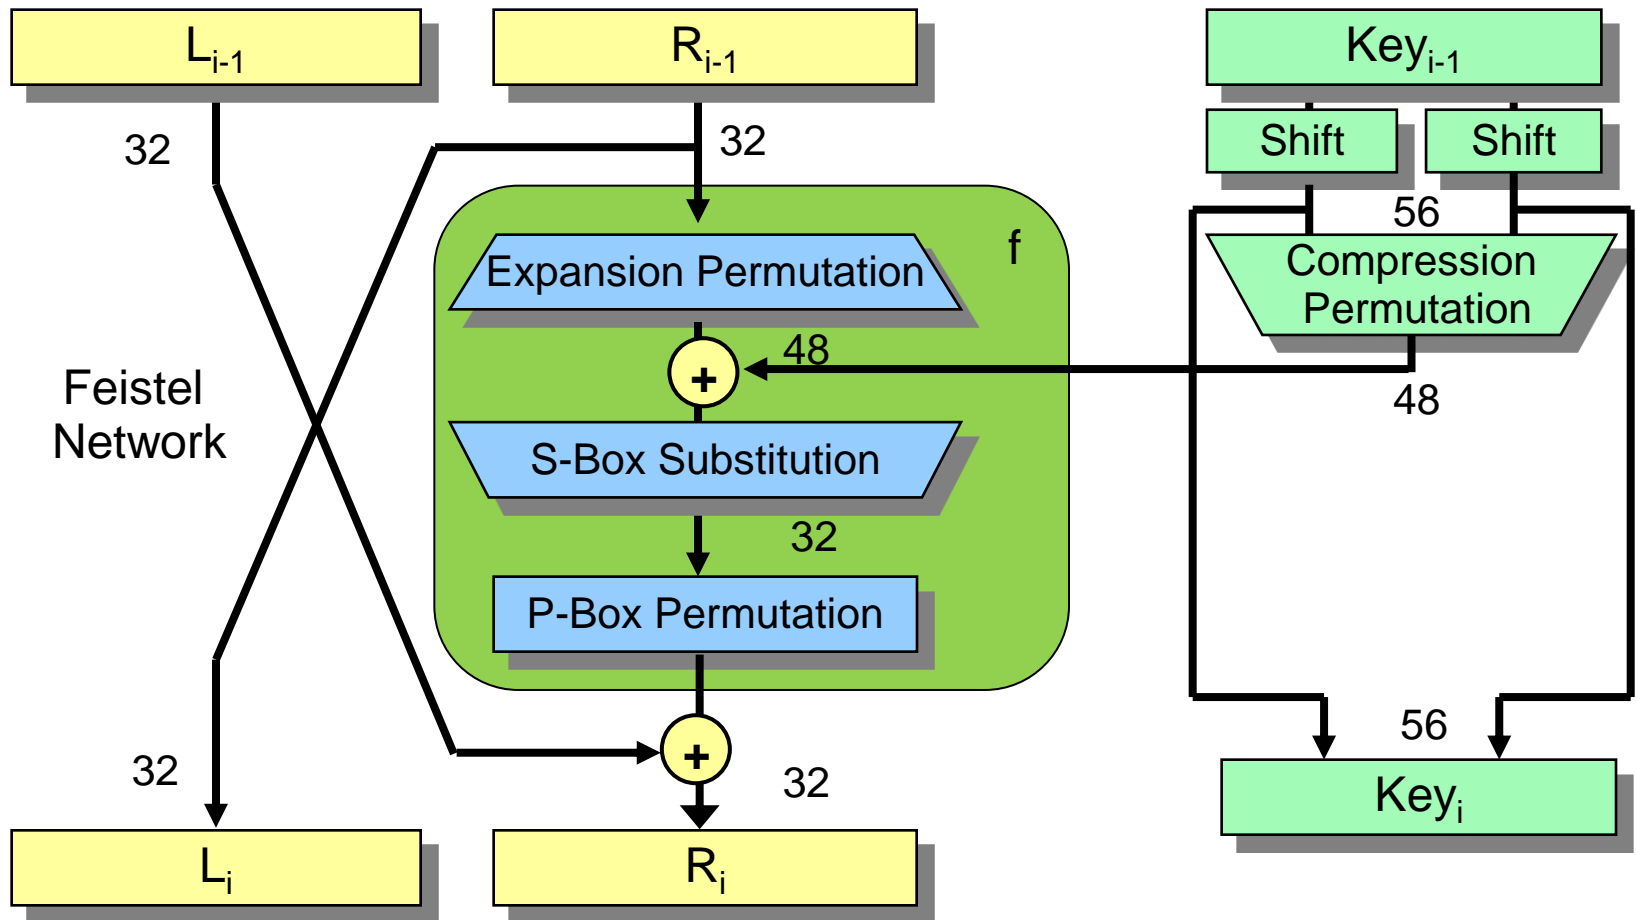 L i-1
R i-1
Key i-1
32
32
Shift
Shift
56
f
Expansion Permutation
Compression
Permutation
48
+
48
Feistel
Network
S-Box Substitution
32
P-Box Permutation
56
+
32
32
Key i
L i
R i